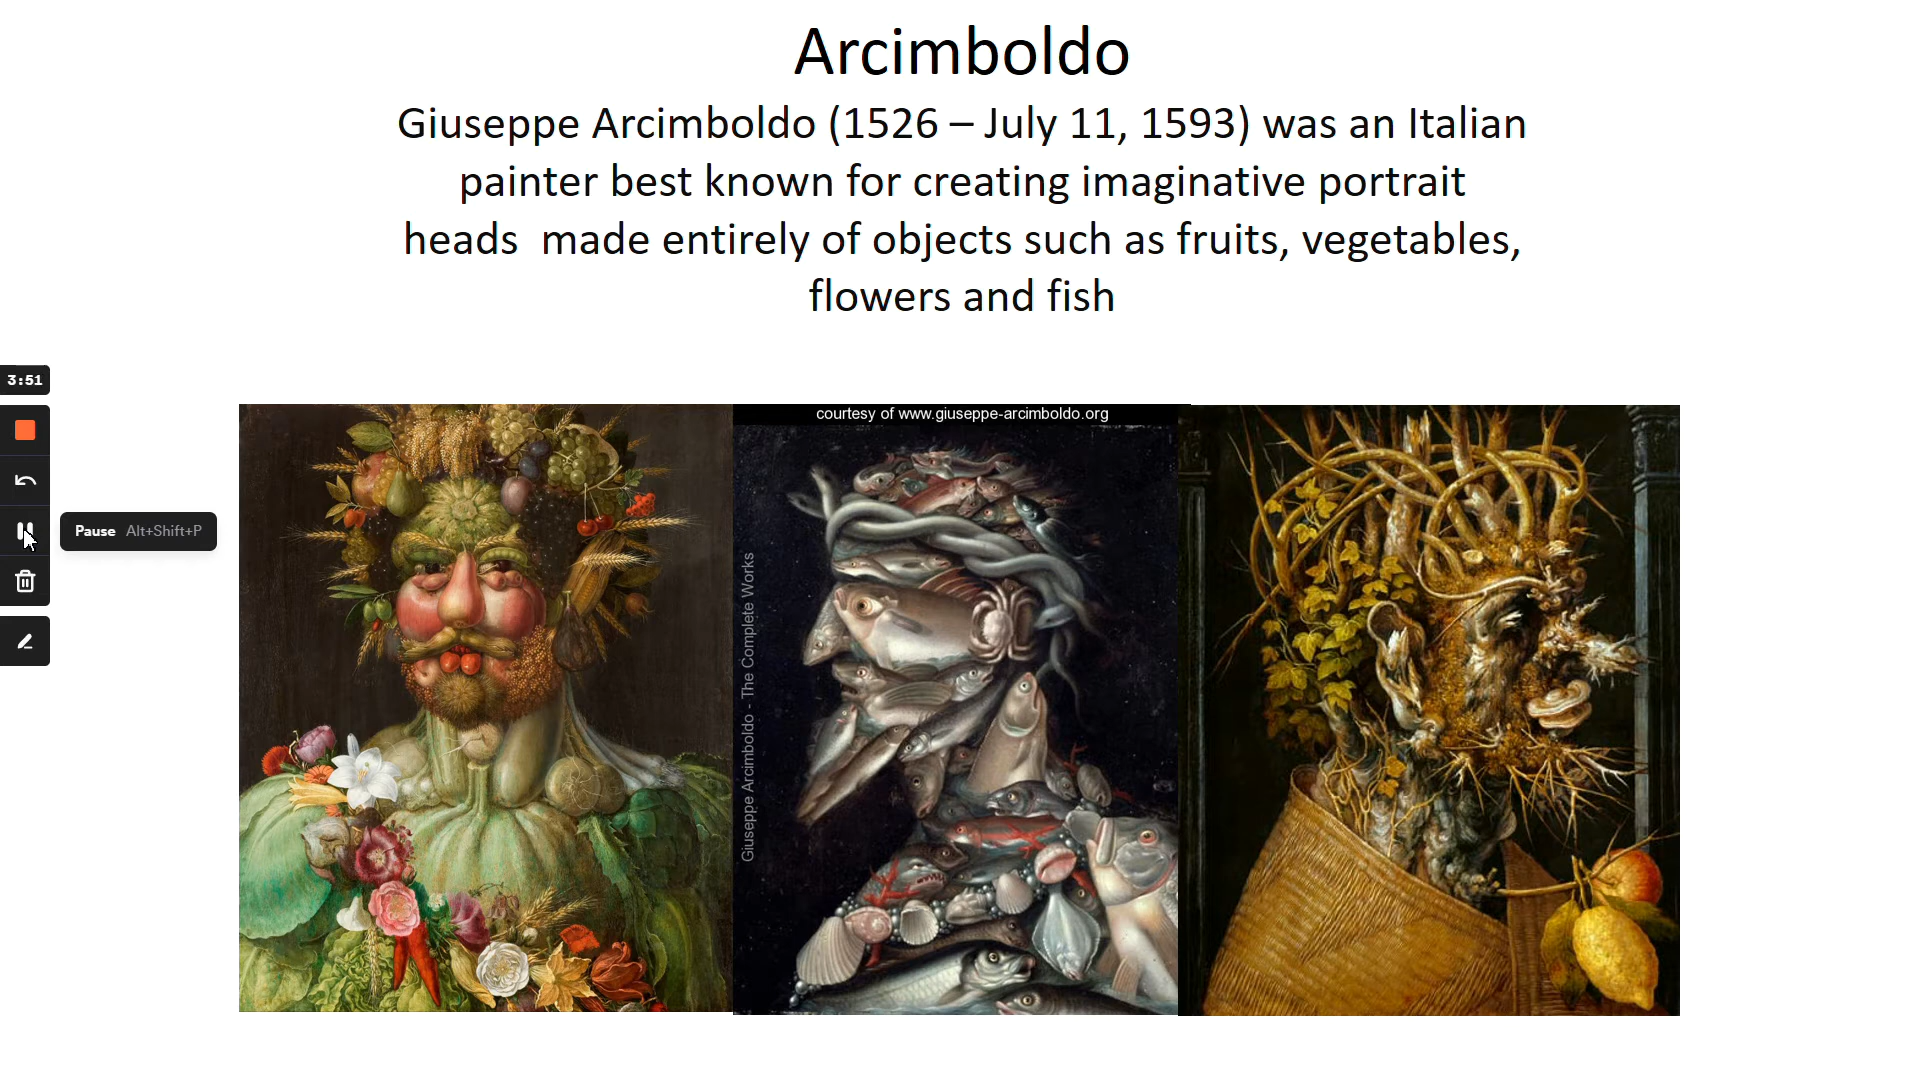 Arcimboldo
Giuseppe Arcimboldo (1526 – July 11, 1593) was an Italian
painter best known for creating imaginative portrait
heads  made entirely of objects such as fruits, vegetables,
flowers and fish
3:51
Pause Alt+Shift+P
courtesy of www.giuseppe-arcimboldo.org
Giuseppe Arcimboldo - The Complete Works